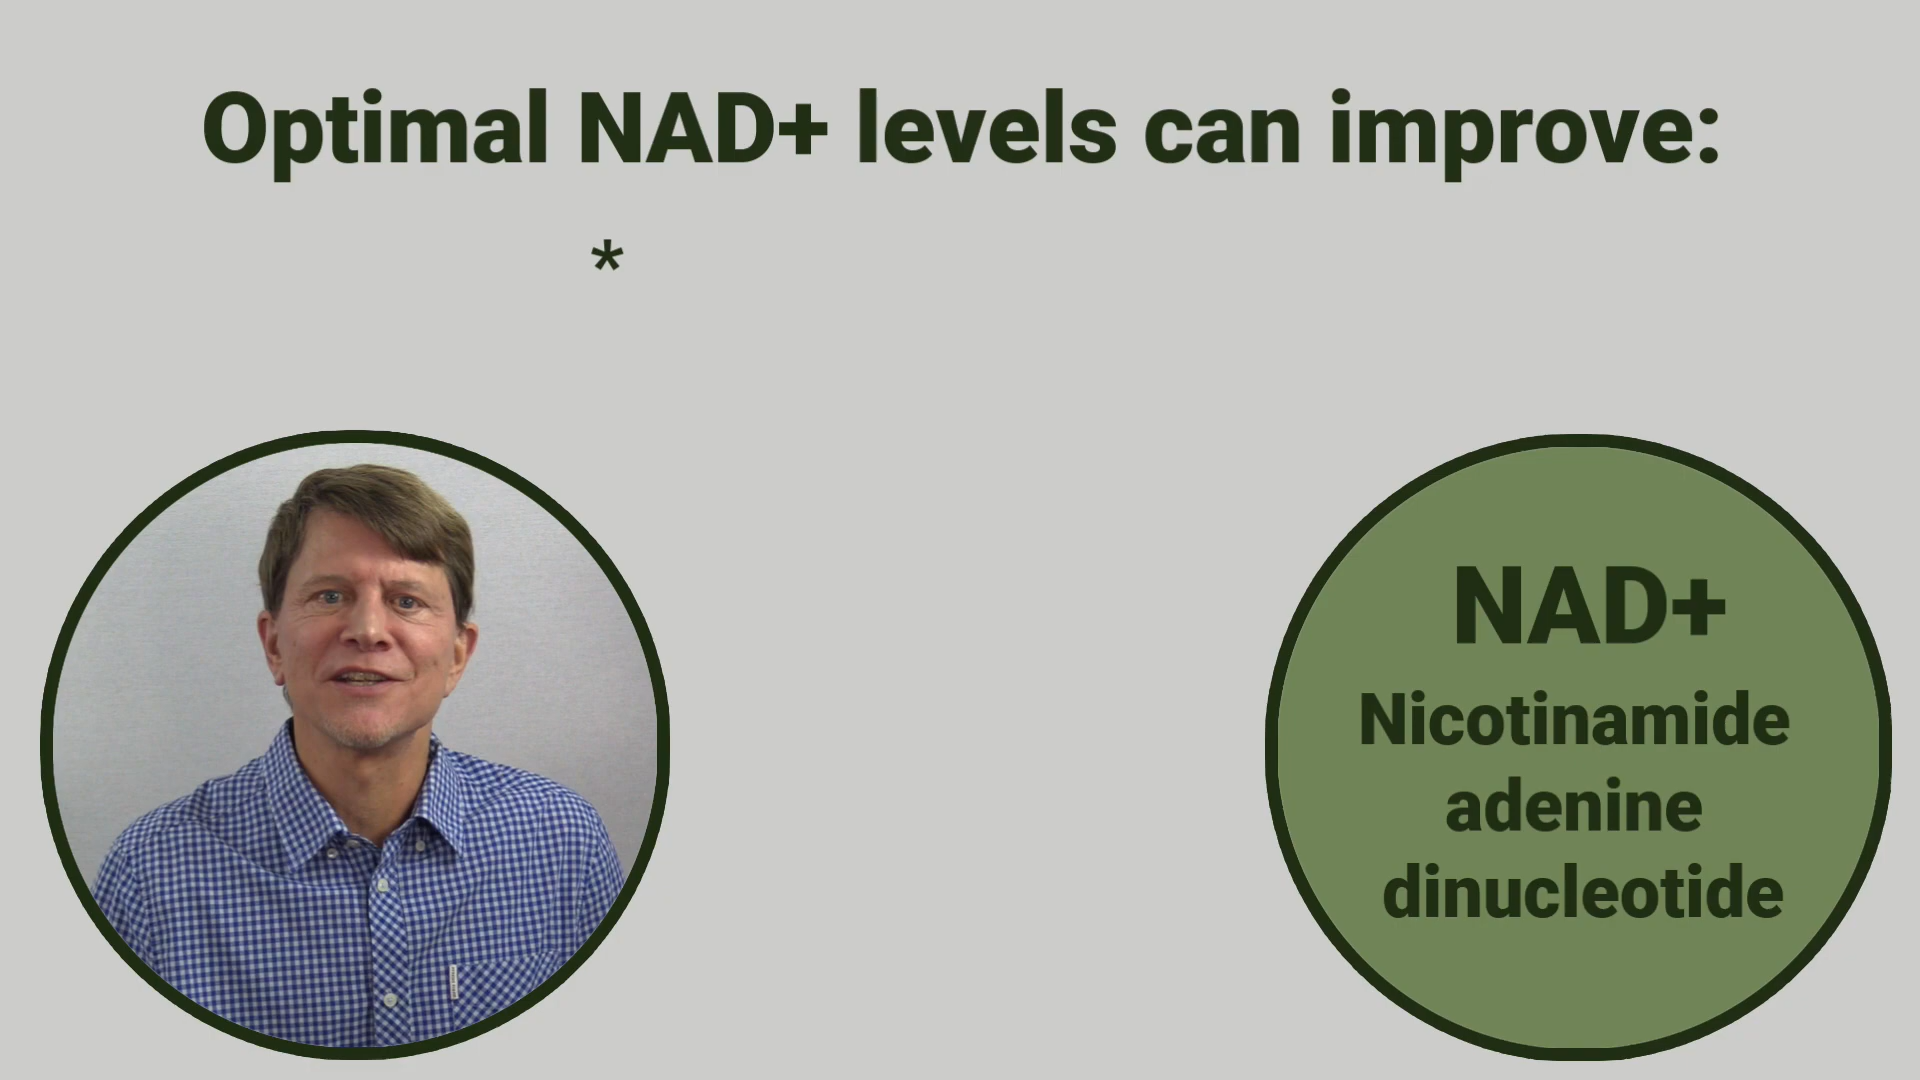 Optimal NAD+ levels can improve:
*
NAD+
Nicotinamide
adenine
dinucleotide